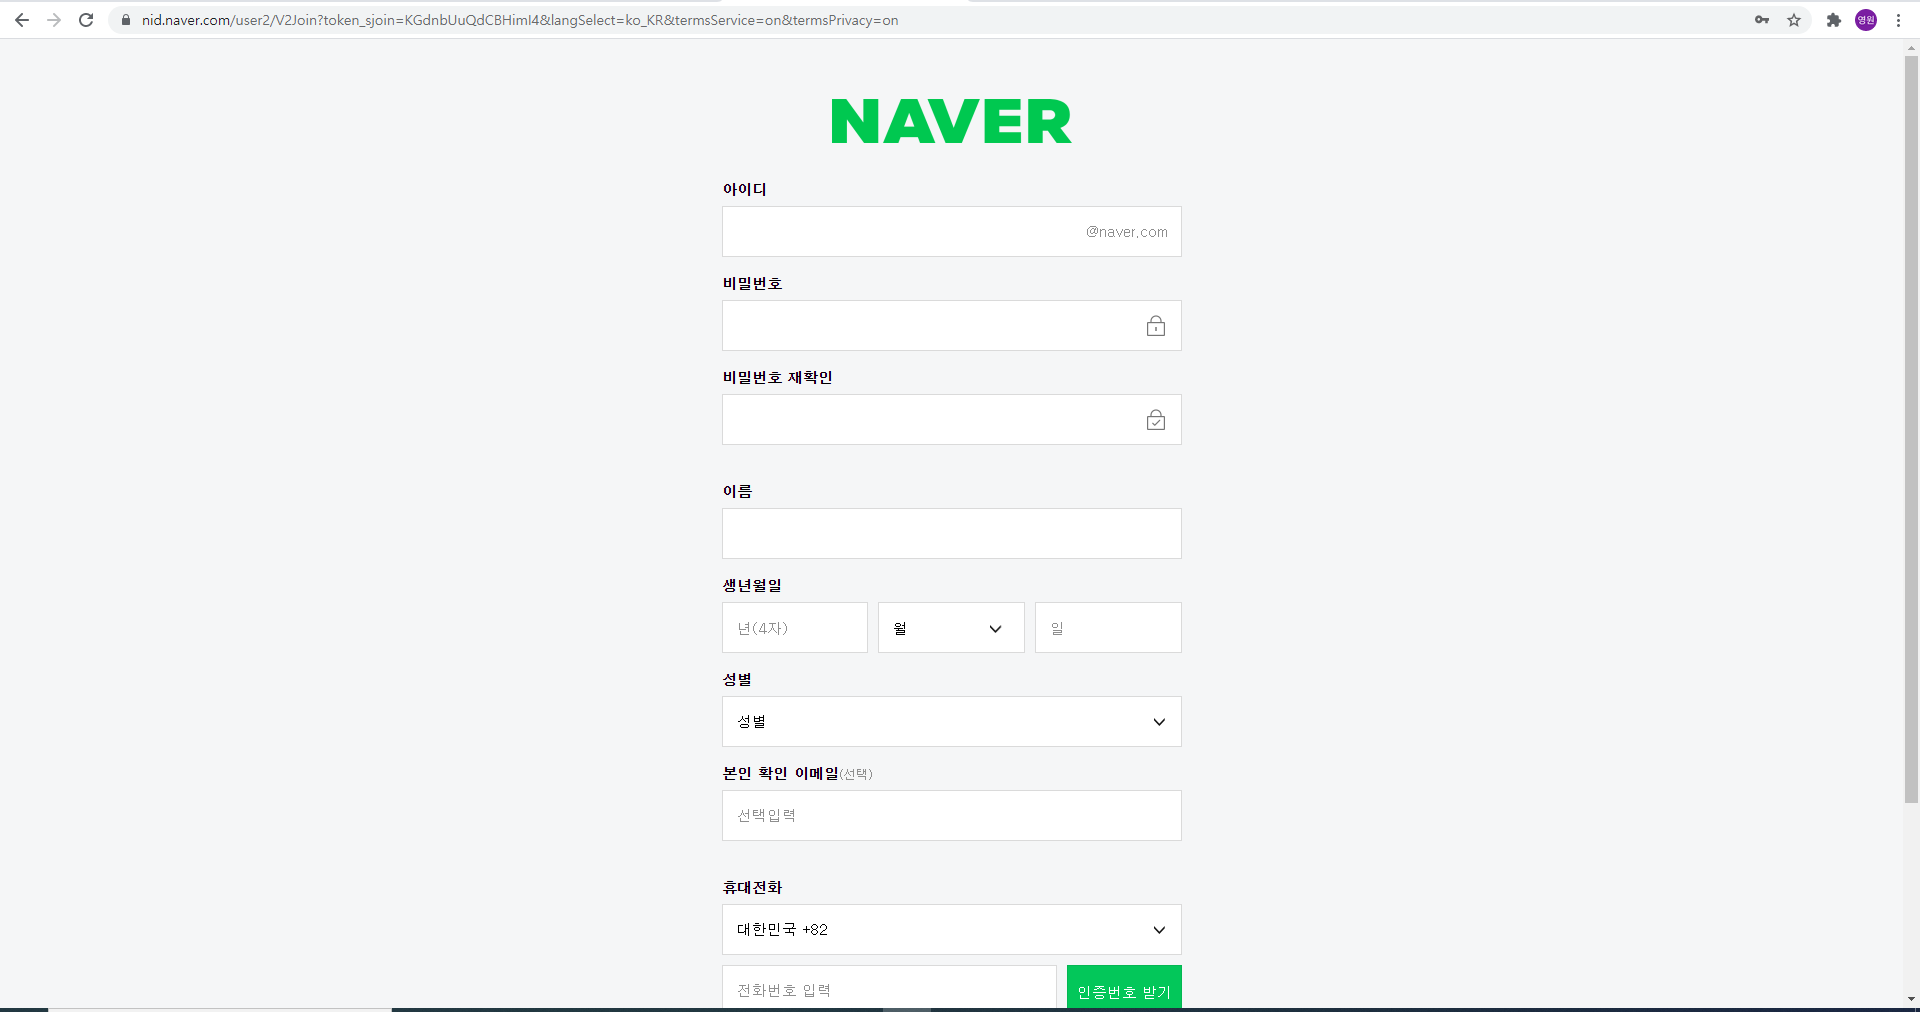 nid.naver.com/user2/V2Join?token_sjoin=KGdnbUuQdCBHimI4&langSelect=ko_KR&termsService=on&termsPrivacy=on
영원
NAVER
아이디
@naver.com
비밀번호
비밀번호 재확인
이름
생년월일
년(4자) 월 일
성별
성별
본인 확인 이메일(선택)
선택입력
휴대전화
대한민국 +82
전화번호 입력 인증번호 받기